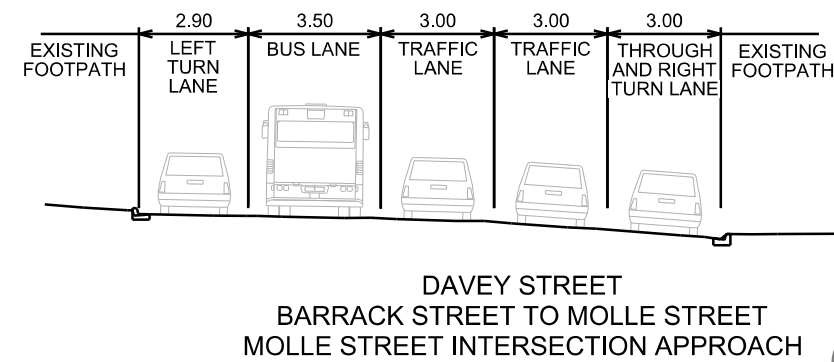 2.90
3.50
3.00
3.00
3.00
EXISTING
FOOTPATH
LEFT
TURN
LANE
BUS LANE
TRAFFIC
LANE
TRAFFIC
LANE
THROUGH
AND RIGHT
TURN LANE
EXISTING
FOOTPATH
DAVEY STREET
BARRACK STREET TO MOLLE STREET
MOLLE STREET INTERSECTION APPROACH